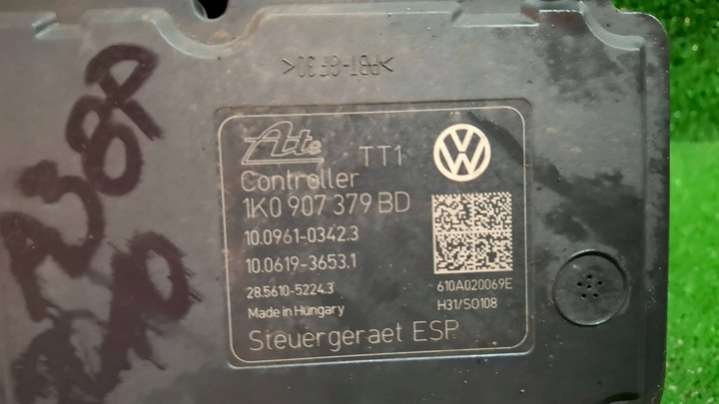 >PBT-GF30<
Ate TT1
Controller
1K0 907 379 BD
10.0961-0342.3
10.0619-3653.1
28.5610-5224.3
610A020069E
Made in Hungary
H31/SO108
Steuergeraet ESP